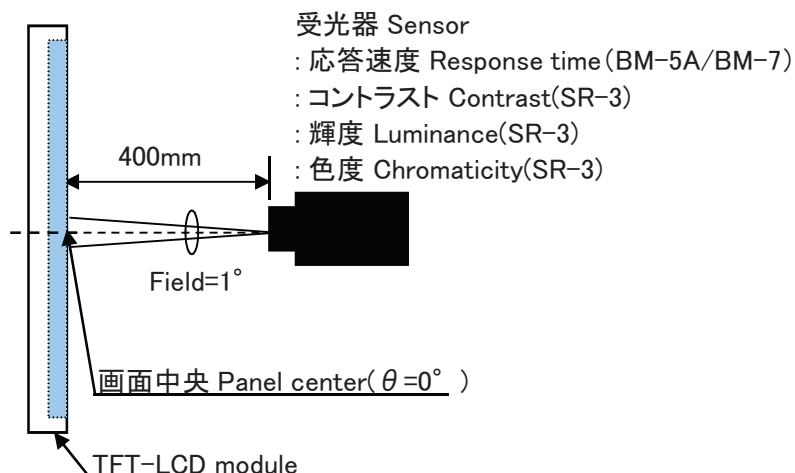 受光器 Sensor
: 応答速度 Response time(BM-5A/BM-7)
: コントラスト Contrast(SR-3)
: 輝度 Luminance(SR-3)
: 色度 Chromaticity(SR-3)
400mm
Field=1°
画面中央 Panel center(θ=0° )
TFT-LCD module